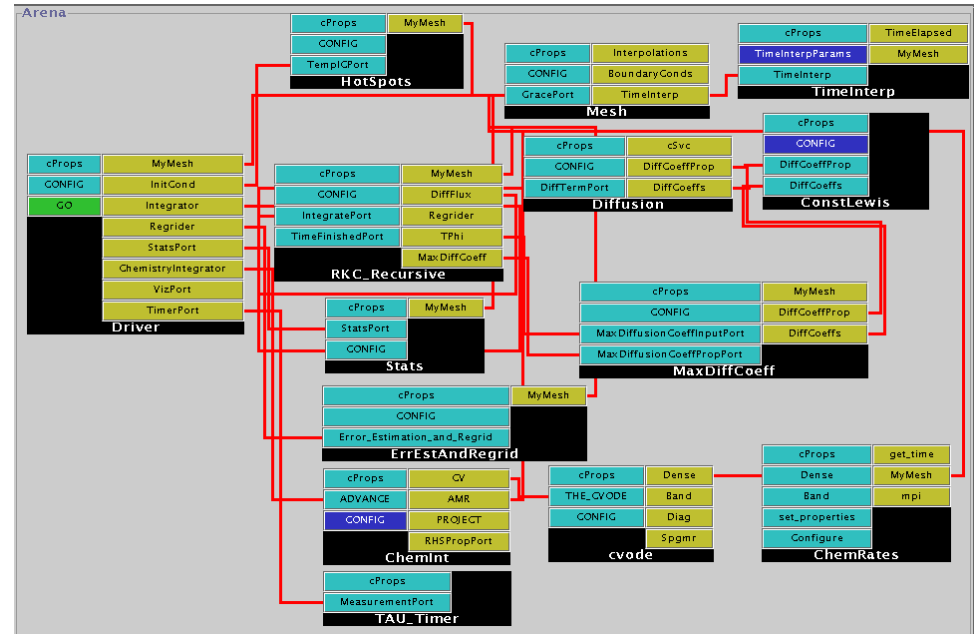 Arena
cProps MyMesh
CONFIG
TempICPort
HotSpots
cProps Interpolations
CONFIG BoundaryConds
GracePort TimeInterp
Mesh
cProps TimeElapsed
TimeInterpParams MyMesh
TimeInterp
TimeInterp
cProps
CONFIG
DiffCoeffProp
DiffCoeffs
ConstLewis
cProps cSvc
CONFIG DiffCoeffProp
DiffTermPort DiffCoeffs
Diffusion
cProps MyMesh
CONFIG InitCond
GO Integrator
Regrider
StatsPort
ChemistryIntegrator
VizPort
TimerPort
Driver
cProps MyMesh
CONFIG DiffFlux
IntegratePort Regrider
TimeFinishedPort TPhi
MaxDiffCoeff
RKC_Recursive
cProps MyMesh
StatsPort
CONFIG
Stats
cProps MyMesh
CONFIG DiffCoeffProp
MaxDiffusionCoeffInputPort DiffCoeffs
MaxDiffusionCoeffPropPort
MaxDiffCoeff
cProps MyMesh
CONFIG
Error_Estimation_and_Regrid
ErrEstAndRegrid
cProps CV
ADVANCE AMR
CONFIG PROJECT
RHSPropPort
ChemInt
cProps Dense
THE_CVODE Band
CONFIG Diag
Spgmr
cvode
cProps get_time
Dense MyMesh
Band mpi
set_properties
Configure
ChemRates
cProps
MeasurementPort
TAU_Timer